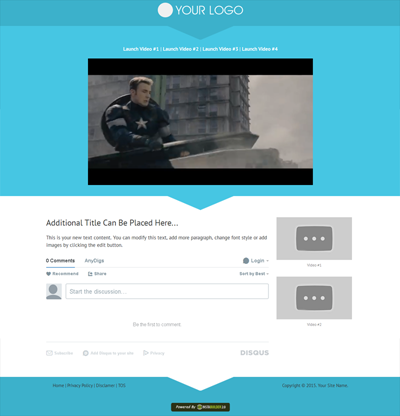 YOUR LOGO
Launch Video #1 | Launch Video #2 | Launch Video #3 | Launch Video #4
Additional Title Can Be Placed Here...
This is your new text content. You can modify this text, add more paragraph, change font style or add
images by clicking the edit button.
0 Comments AnyDigs
Login
Recommend Share Sort by Best
Start the discussion...
Be the first to comment.
Subscribe Add Disqus to your site Privacy DISQUS
Video #1
Video #2
Home | Privacy Policy | Disclaimer | TOS
Copyright © 2015. Your Site Name.
Powered By